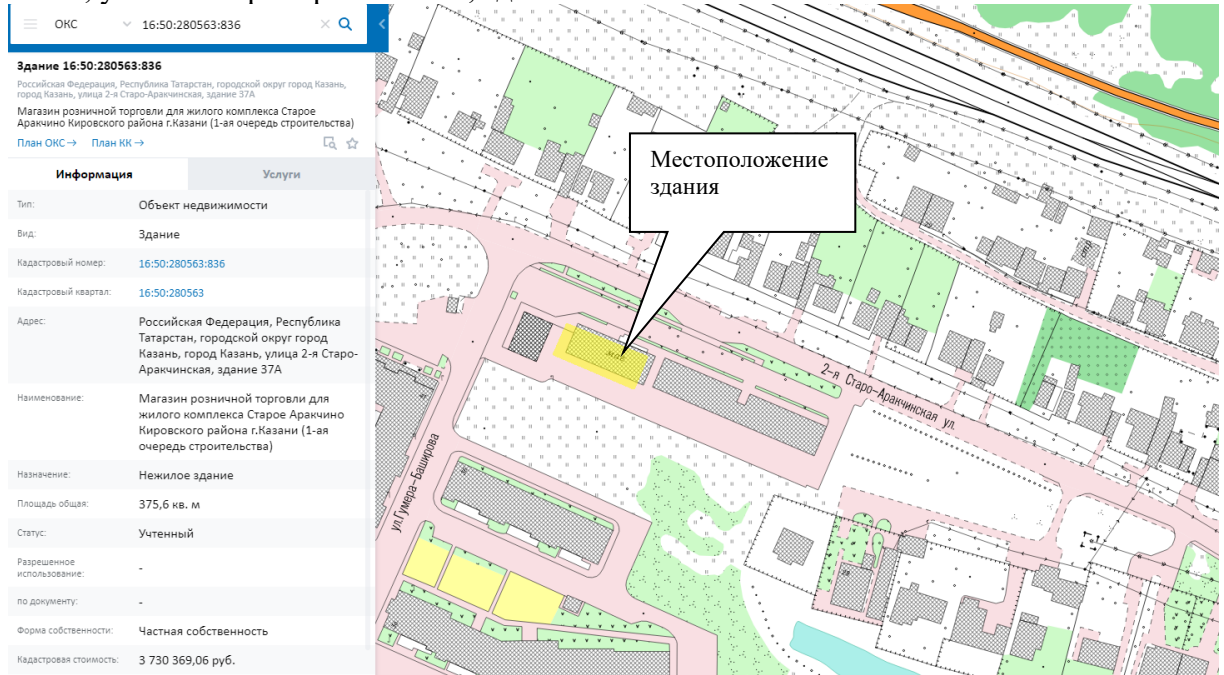 ОКС 16:50:280563:836
Здание 16:50:280563:836
Российская Федерация, Республика Татарстан, городской округ город Казань,
город Казань, улица 2-я Старо-Аракчинская, здание 37А
Магазин розничной торговли для жилого комплекса Старое
Аракчино Кировского района г.Казани (1-ая очередь строительства)
План ОКС → План КК →
Информация Услуги
Тип: Объект недвижимости
Вид: Здание
Кадастровый номер: 16:50:280563:836
Кадастровый квартал: 16:50:280563
Адрес: Российская Федерация, Республика
Татарстан, городской округ город
Казань, город Казань, улица 2-я Старо-
Аракчинская, здание 37А
Наименование: Магазин розничной торговли для
жилого комплекса Старое Аракчино
Кировского района г.Казани (1-ая
очередь строительства)
Назначение: Нежилое здание
Площадь общая: 375,6 кв. м
Статус: Учтенный
Разрешенное
использование: -
по документу: -
Форма собственности: Частная собственность
Кадастровая стоимость: 3 730 369,06 руб.
Местоположение
здания
маг.
2-я Старо-Аракчинская ул.
ул.Гумера-Баширова